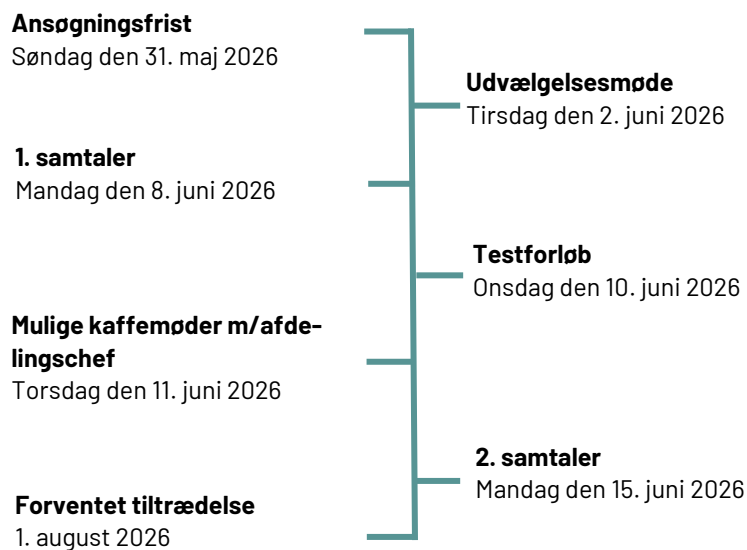 Ansøgningsfrist
Søndag den 31. maj 2026
Udvælgelsesmøde
Tirsdag den 2. juni 2026
1. samtaler
Mandag den 8. juni 2026
Testforløb
Onsdag den 10. juni 2026
Mulige kaffemøder m/afde-
lingschef
Torsdag den 11. juni 2026
2. samtaler
Mandag den 15. juni 2026
Forventet tiltrædelse
1. august 2026